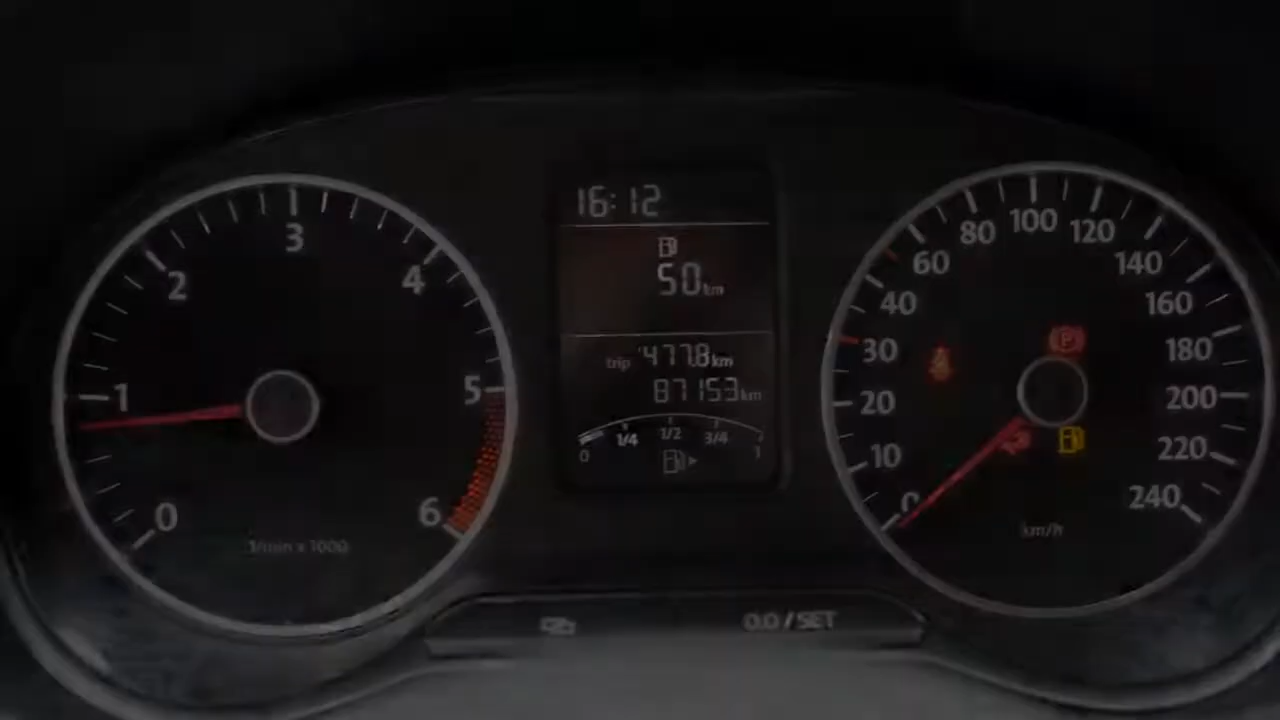 16:12
50 km
trip 477.8 km
87153 km
0 1/4 1/2 3/4 1
0 1 2 3 4 5 6
1/min x 1000
0 10 20 30 40 60 80 100 120 140 160 180 200 220 240
P
km/h
0.0 / SET